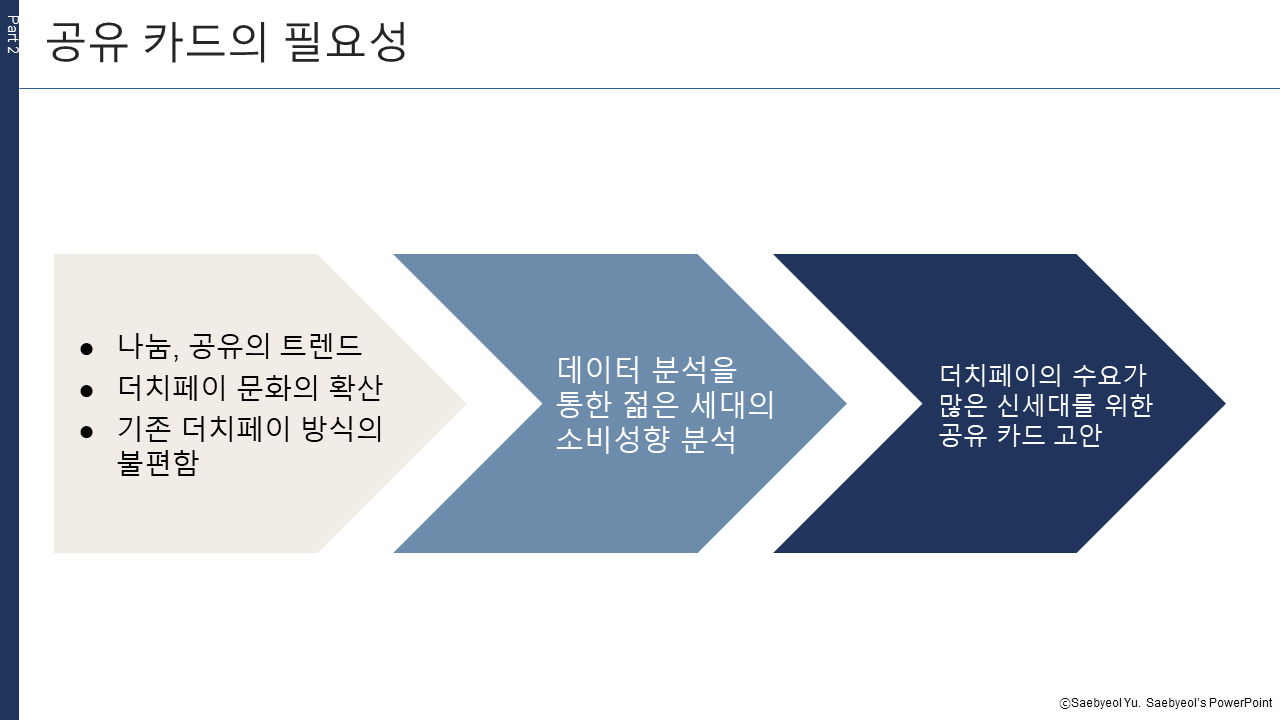 Part 2
공유 카드의 필요성
● 나눔, 공유의 트렌드
● 더치페이 문화의 확산
● 기존 더치페이 방식의
불편함
데이터 분석을
통한 젊은 세대의
소비성향 분석
더치페이의 수요가
많은 신세대를 위한
공유 카드 고안
ⓒSaebyeol Yu. Saebyeol’s PowerPoint